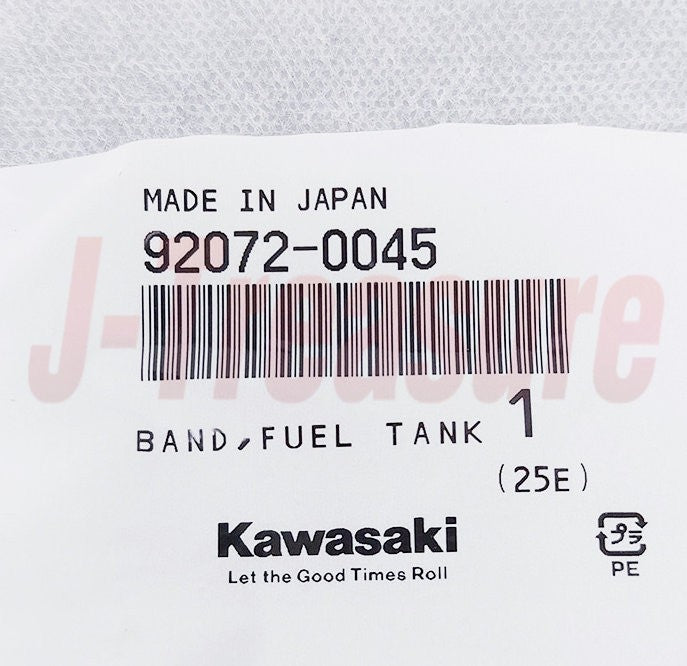 MADE IN JAPAN
92072-0045
J-Treasure
BAND,FUEL TANK 1
(25E)
Kawasaki
Let the Good Times Roll
プラ
PE